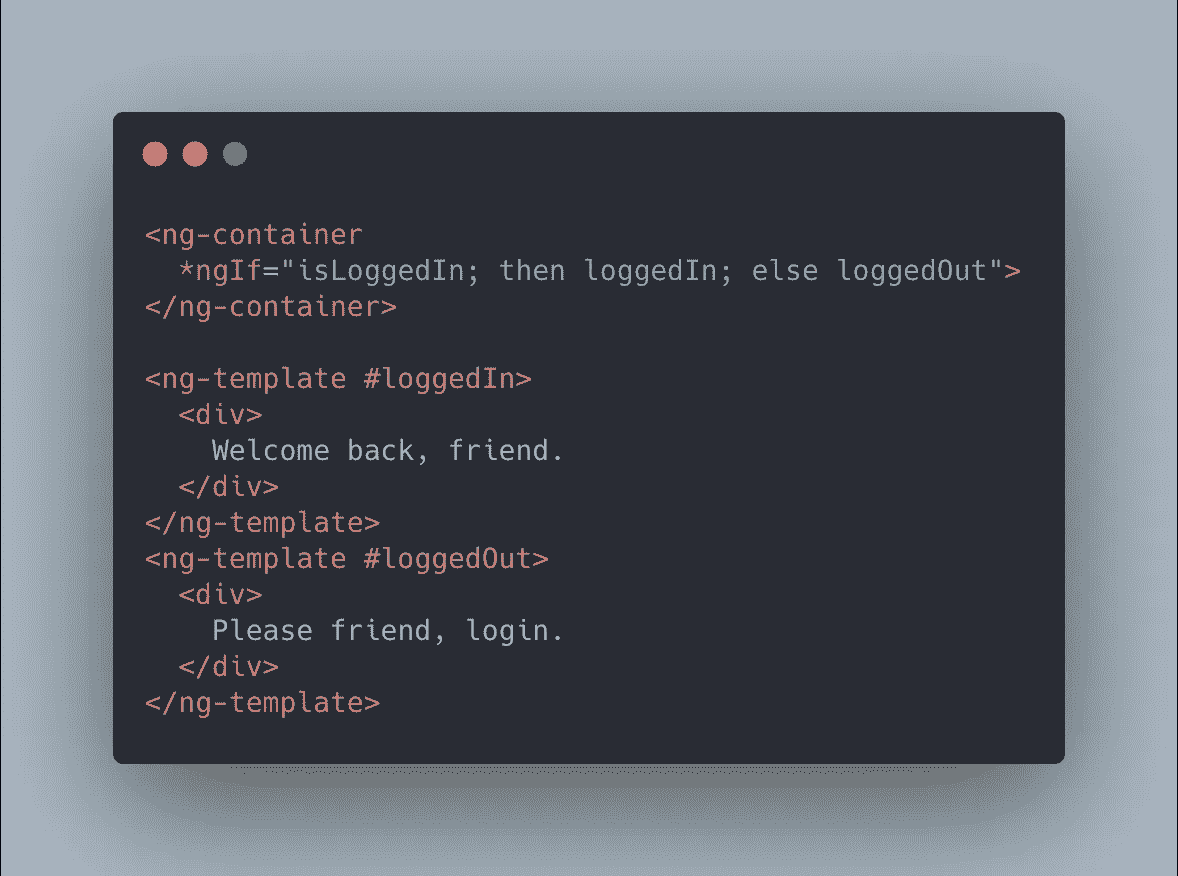 <ng-container
  *ngIf="isLoggedIn; then loggedIn; else loggedOut">
</ng-container>
<ng-template #loggedIn>
  <div>
    Welcome back, friend.
  </div>
</ng-template>
<ng-template #loggedOut>
  <div>
    Please friend, login.
  </div>
</ng-template>